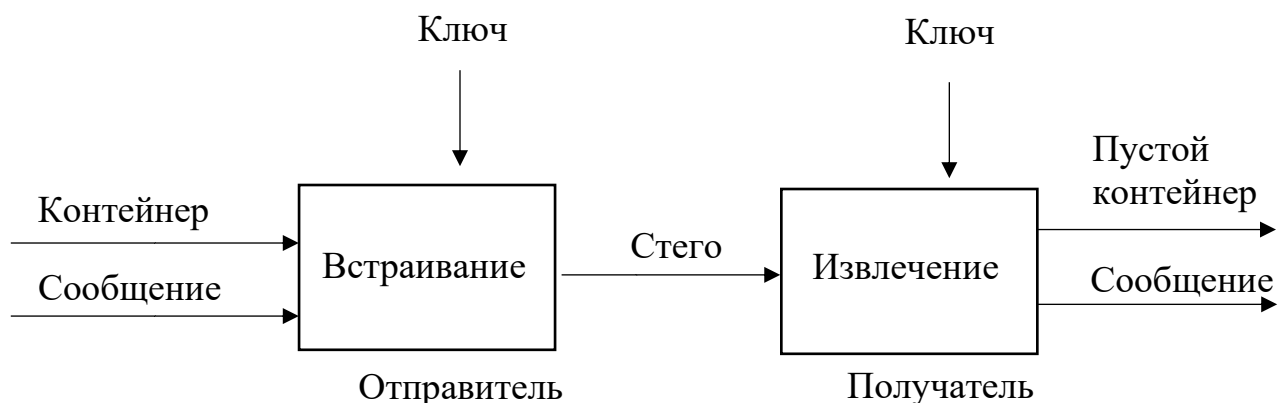 Ключ
Ключ
Контейнер
Сообщение
Встраивание
Стего
Извлечение
Пустой
контейнер
Сообщение
Отправитель
Получатель